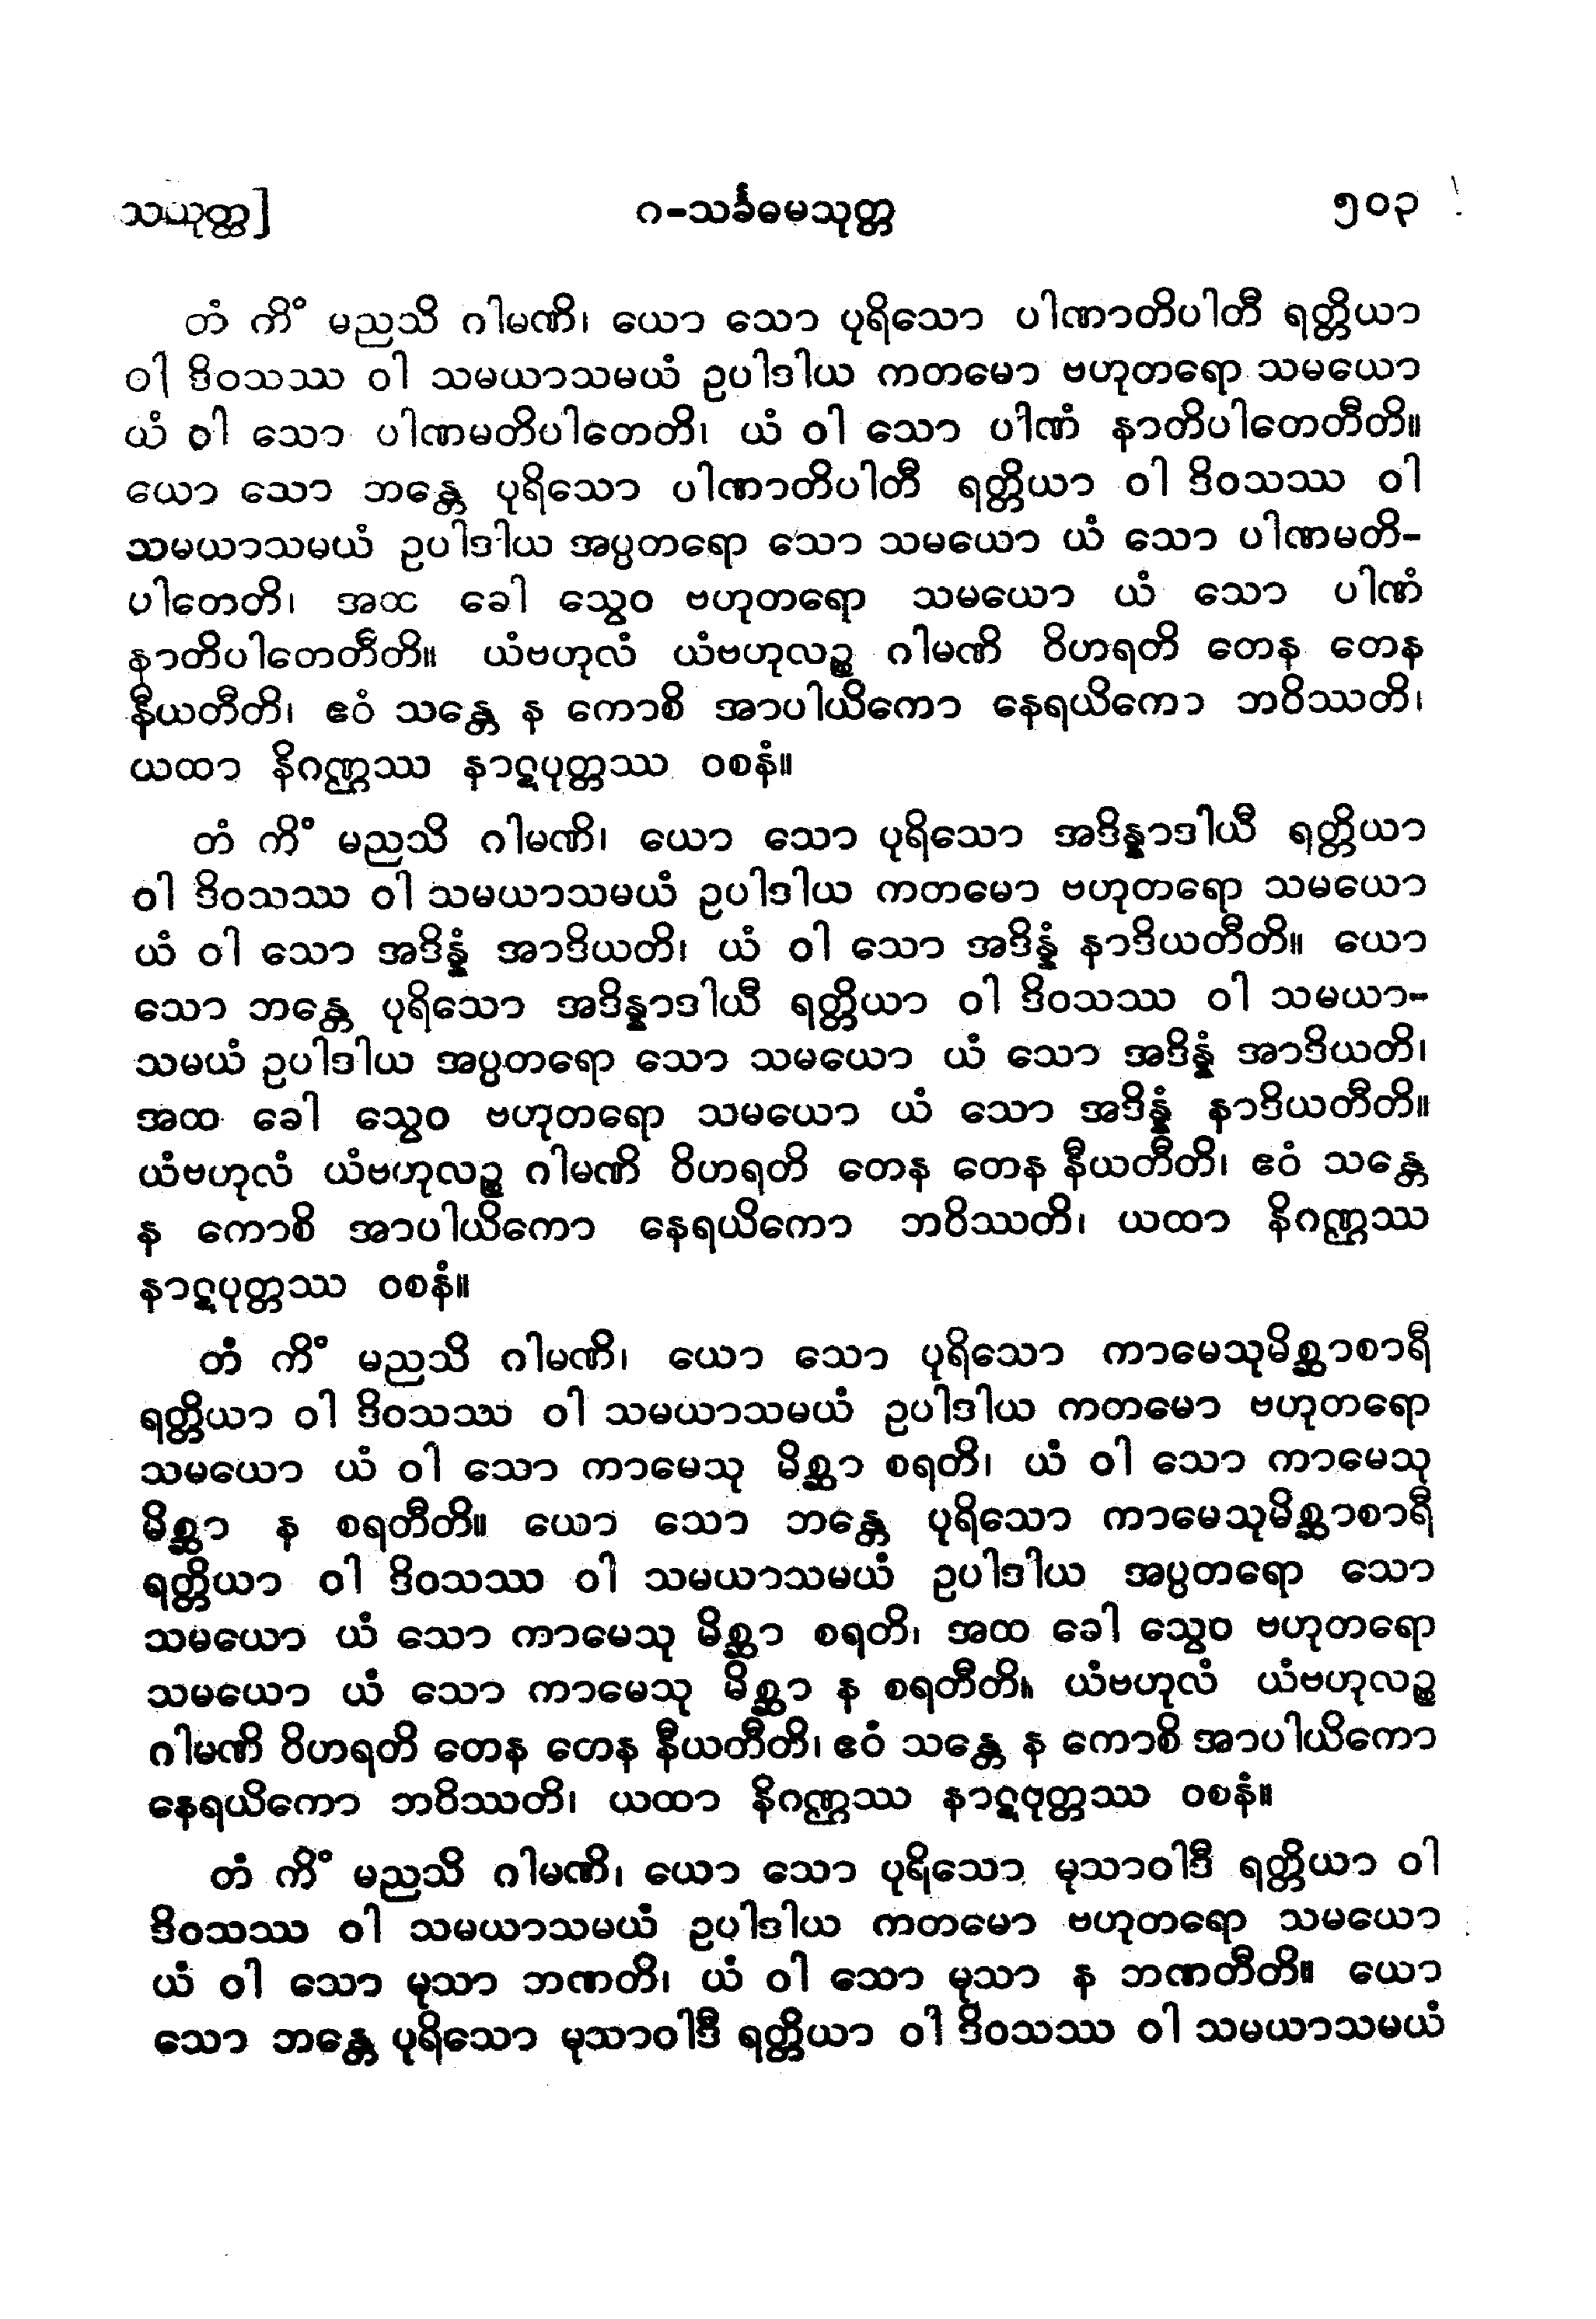 သယုတ္တ] ဂ-သင်္ခဓမသုတ္တ ၅၀၃
တံ ကိံ မညသိ ဂါမဏိ၊ ယော သော ပုရိသော ပါဏာတိပါတီ ရတ္တိယာ
ဝါ ဒိဝသဿ ဝါ သမယာသမယံ ဥပါဒါယ ကတမော ဗဟုတရော သမယော
ယံ ဝါ သော ပါဏမတိပါတေတိ၊ ယံ ဝါ သော ပါဏံ နာတိပါတေတီတိ။
ယော သော ဘန္တေ ပုရိသော ပါဏာတိပါတီ ရတ္တိယာ ဝါ ဒိဝသဿ ဝါ
သမယာသမယံ ဥပါဒါယ အပ္ပတရော သော သမယော ယံ သော ပါဏမတိ-
ပါတေတိ၊ အထ ခေါ သွေဝ ဗဟုတရော သမယော ယံ သော ပါဏံ
နာတိပါတေတီတိ။ ယံဗဟုလံ ယံဗဟုလဉ္စ ဂါမဏိ ဝိဟရတိ တေန တေန
နီယတီတိ၊ ဧဝံ သန္တေ န ကောစိ အာပါယိကော နေရယိကော ဘဝိဿတိ၊
ယထာ နိဂဏ္ဌဿ နာဋပုတ္တဿ ဝစနံ။
တံ ကိံ မညသိ ဂါမဏိ၊ ယော သော ပုရိသော အဒိန္နာဒါယီ ရတ္တိယာ
ဝါ ဒိဝသဿ ဝါ သမယာသမယံ ဥပါဒါယ ကတမော ဗဟုတရော သမယော
ယံ ဝါ သော အဒိန္နံ အာဒိယတိ၊ ယံ ဝါ သော အဒိန္နံ နာဒိယတီတိ။ ယော
သော ဘန္တေ ပုရိသော အဒိန္နာဒါယီ ရတ္တိယာ ဝါ ဒိဝသဿ ဝါ သမယာ-
သမယံ ဥပါဒါယ အပ္ပတရော သော သမယော ယံ သော အဒိန္နံ အာဒိယတိ၊
အထ ခေါ သွေဝ ဗဟုတရော သမယော ယံ သော အဒိန္နံ နာဒိယတီတိ။
ယံဗဟုလံ ယံဗဟုလဉ္စ ဂါမဏိ ဝိဟရတိ တေန တေန နီယတီတိ၊ ဧဝံ သန္တေ
န ကောစိ အာပါယိကော နေရယိကော ဘဝိဿတိ၊ ယထာ နိဂဏ္ဌဿ
နာဋပုတ္တဿ ဝစနံ။
တံ ကိံ မညသိ ဂါမဏိ၊ ယော သော ပုရိသော ကာမေသုမိစ္ဆာစာရီ
ရတ္တိယာ ဝါ ဒိဝသဿ ဝါ သမယာသမယံ ဥပါဒါယ ကတမော ဗဟုတရော
သမယော ယံ ဝါ သော ကာမေသု မိစ္ဆာ စရတိ၊ ယံ ဝါ သော ကာမေသု
မိစ္ဆာ န စရတီတိ။ ယော သော ဘန္တေ ပုရိသော ကာမေသုမိစ္ဆာစာရီ
ရတ္တိယာ ဝါ ဒိဝသဿ ဝါ သမယာသမယံ ဥပါဒါယ အပ္ပတရော သော
သမယော ယံ သော ကာမေသု မိစ္ဆာ စရတိ၊ အထ ခေါ သွေဝ ဗဟုတရော
သမယော ယံ သော ကာမေသု မိစ္ဆာ န စရတီတိ။ ယံဗဟုလံ ယံဗဟုလဉ္စ
ဂါမဏိ ဝိဟရတိ တေန တေန နီယတီတိ၊ ဧဝံ သန္တေ န ကောစိ အာပါယိကော
နေရယိကော ဘဝိဿတိ၊ ယထာ နိဂဏ္ဌဿ နာဋပုတ္တဿ ဝစနံ။
တံ ကိံ မညသိ ဂါမဏိ၊ ယော သော ပုရိသော မုသာဝါဒီ ရတ္တိယာ ဝါ
ဒိဝသဿ ဝါ သမယာသမယံ ဥပါဒါယ ကတမော ဗဟုတရော သမယော
ယံ ဝါ သော မုသာ ဘဏတိ၊ ယံ ဝါ သော မုသာ န ဘဏတီတိ။ ယော
သော ဘန္တေ ပုရိသော မုသာဝါဒီ ရတ္တိယာ ဝါ ဒိဝသဿ ဝါ သမယာသမယံ